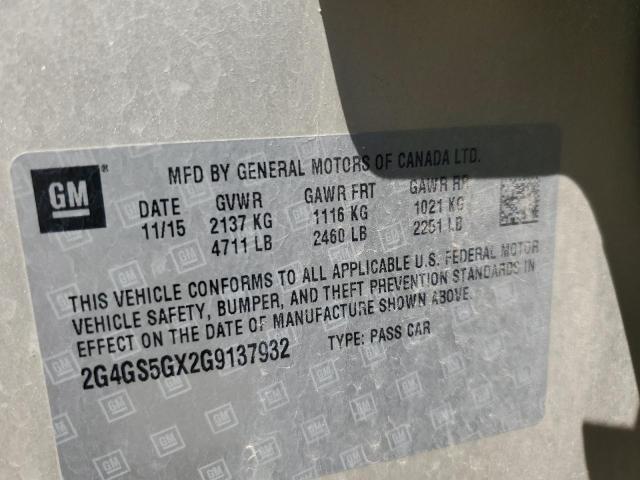 GM
MFD BY GENERAL MOTORS OF CANADA LTD.
DATE GVWR GAWR FRT GAWR RR
11/15 2137 KG 1116 KG 1021 KG
4711 LB 2460 LB 2251 LB
THIS VEHICLE CONFORMS TO ALL APPLICABLE U.S. FEDERAL MOTOR
VEHICLE SAFETY, BUMPER, AND THEFT PREVENTION STANDARDS IN
EFFECT ON THE DATE OF MANUFACTURE SHOWN ABOVE.
2G4GS5GX2G9137932 TYPE: PASS CAR